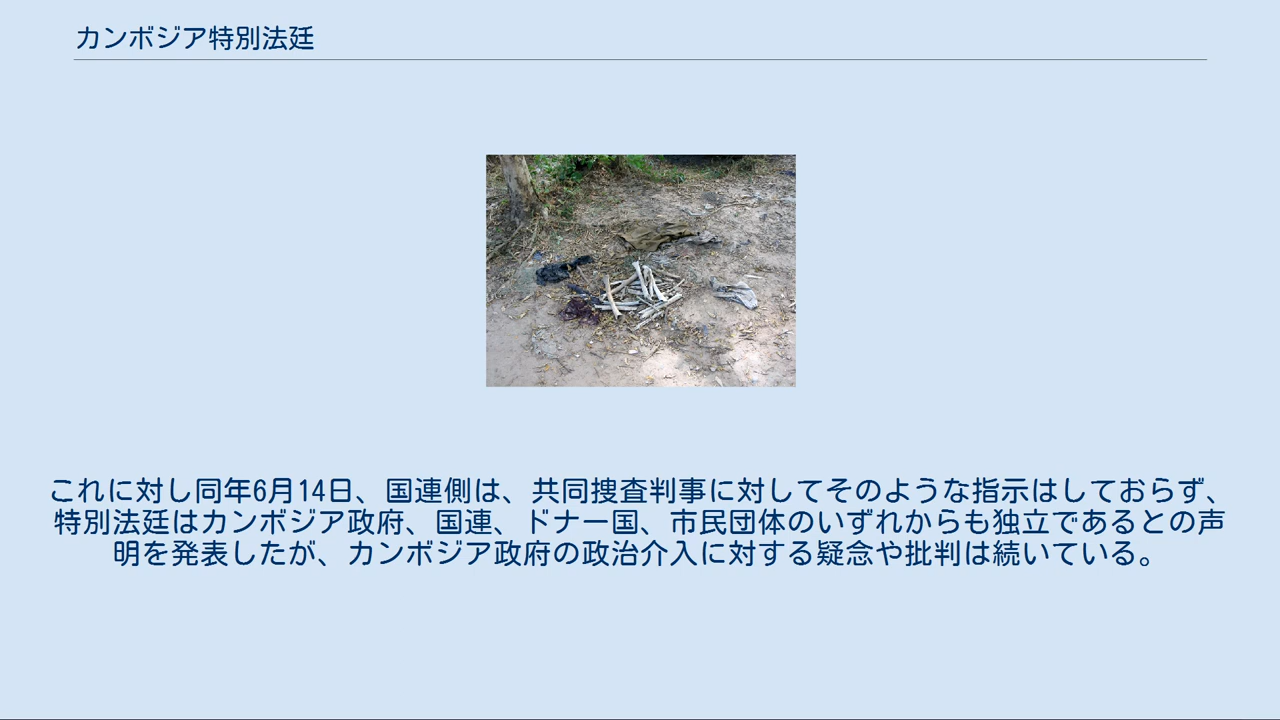 カンボジア特別法廷
これに対し同年6月14日、国連側は、共同捜査判事に対してそのような指示はしておらず、
特別法廷はカンボジア政府、国連、ドナー国、市民団体のいずれからも独立であるとの声
明を発表したが、カンボジア政府の政治介入に対する疑念や批判は続いている。